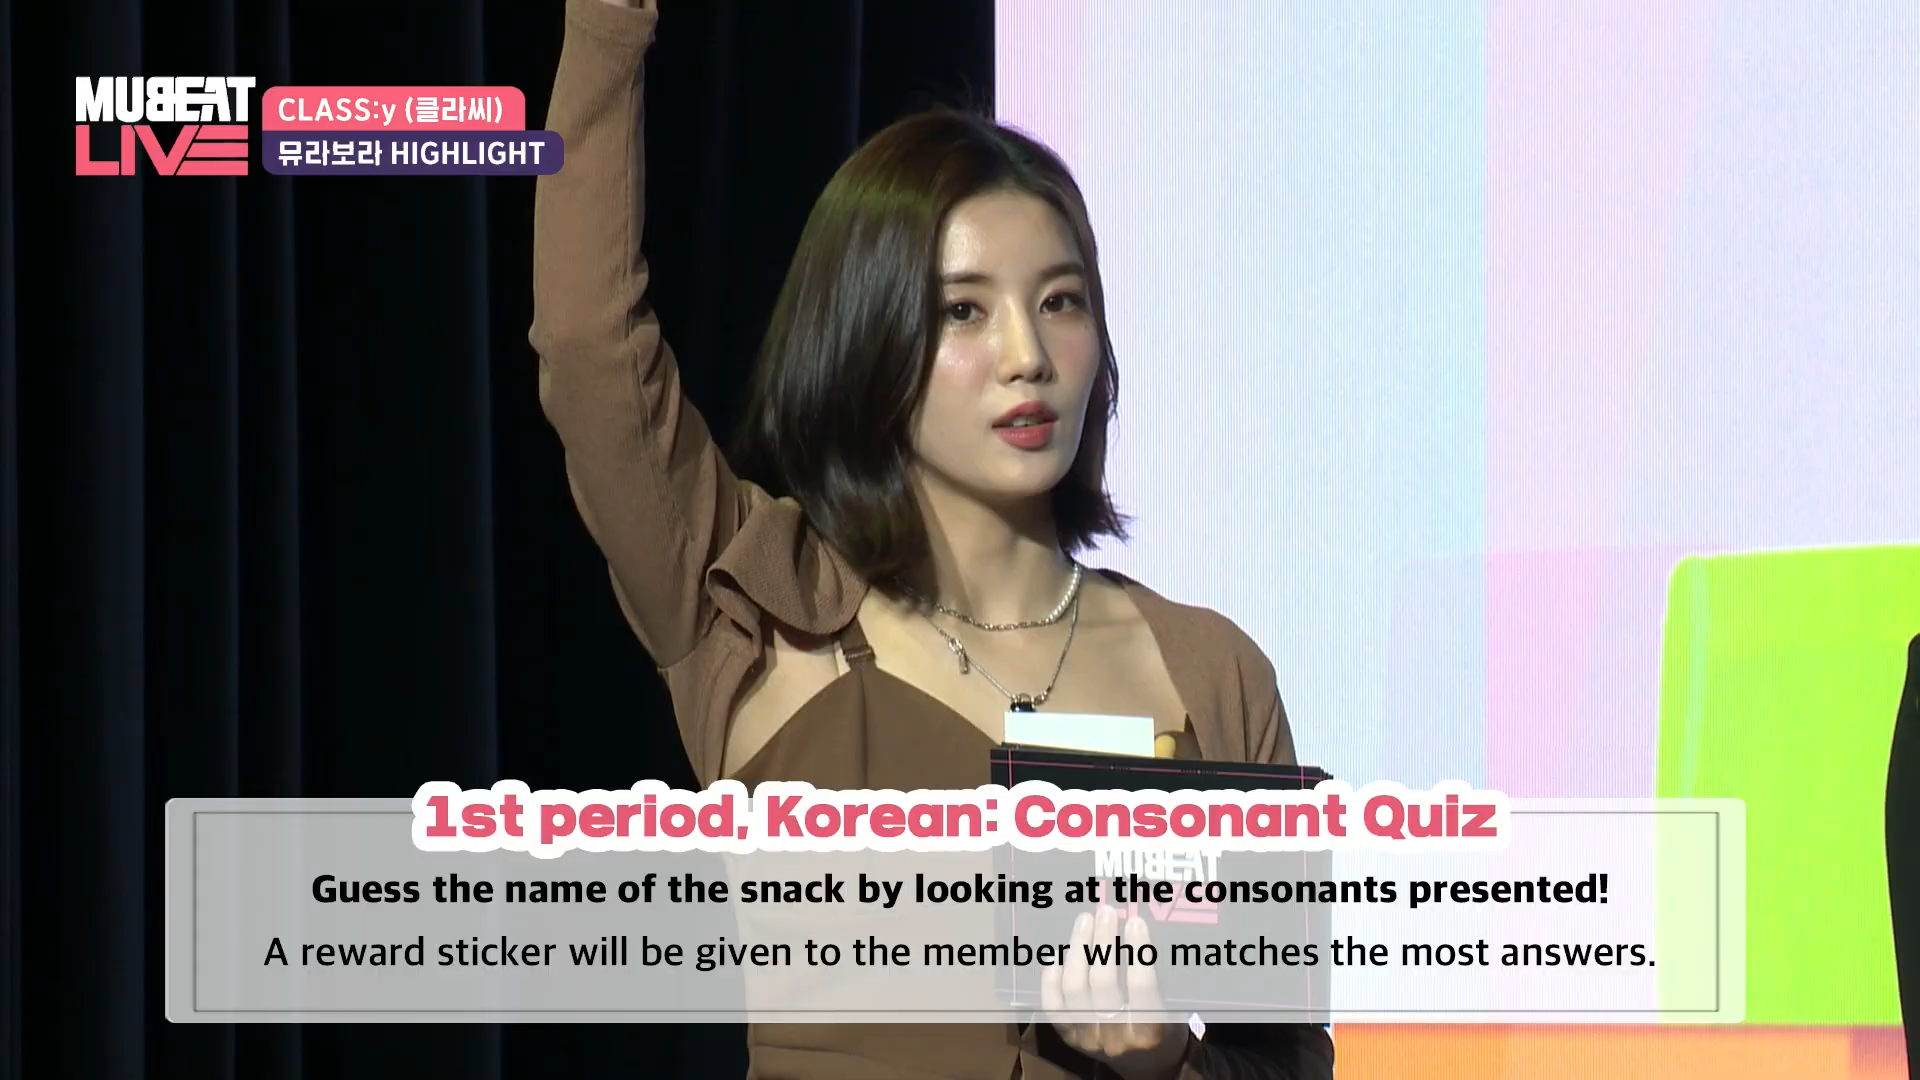 MUBEAT
LIVE
CLASS:y (클라씨)
뮤라보라 HIGHLIGHT
1st period, Korean: Consonant Quiz
MUBEAT
LIVE
Guess the name of the snack by looking at the consonants presented!
A reward sticker will be given to the member who matches the most answers.